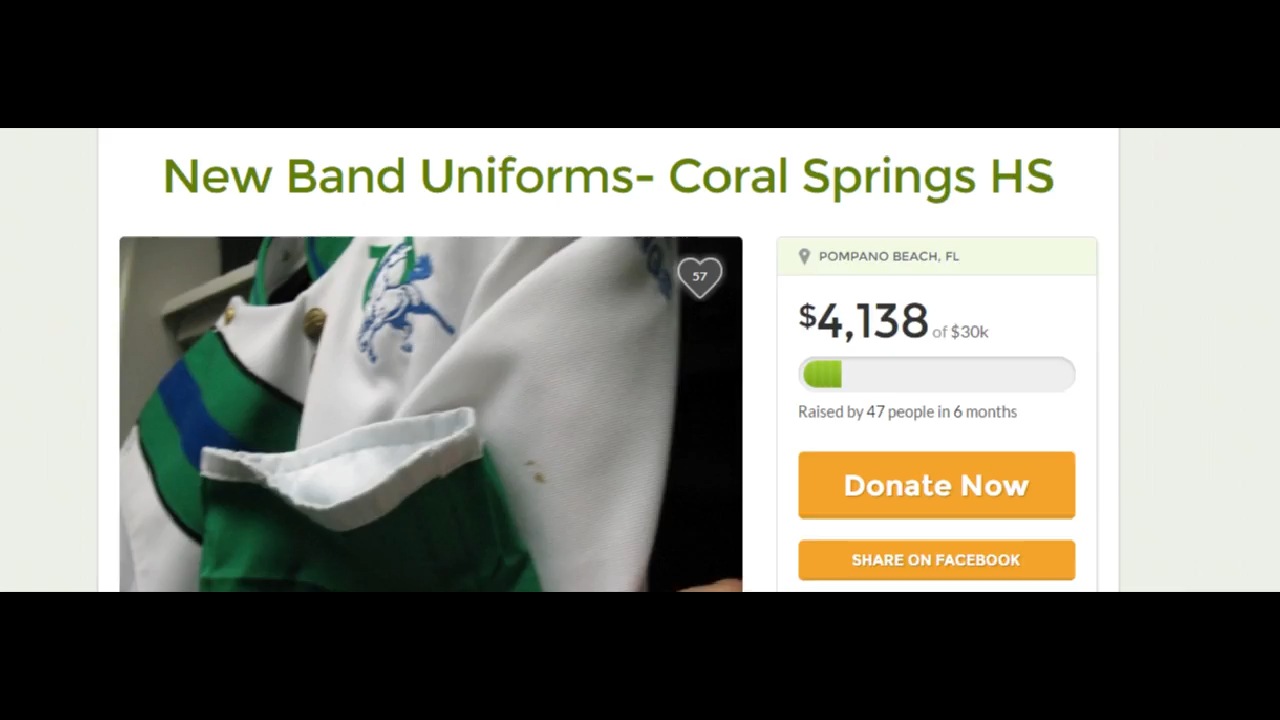 New Band Uniforms- Coral Springs HS
57
POMPANO BEACH, FL
$4,138 of $30k
Raised by 47 people in 6 months
Donate Now
SHARE ON FACEBOOK